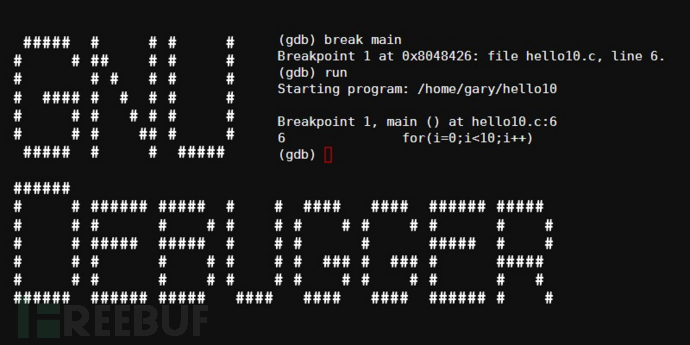 GNU
(gdb) break main
Breakpoint 1 at 0x8048426: file hello10.c, line 6.
(gdb) run
Starting program: /home/gary/hello10
Breakpoint 1, main () at hello10.c:6
6 for(i=0;i<10;i++)
(gdb)
DEBUGGER
FREEBUF